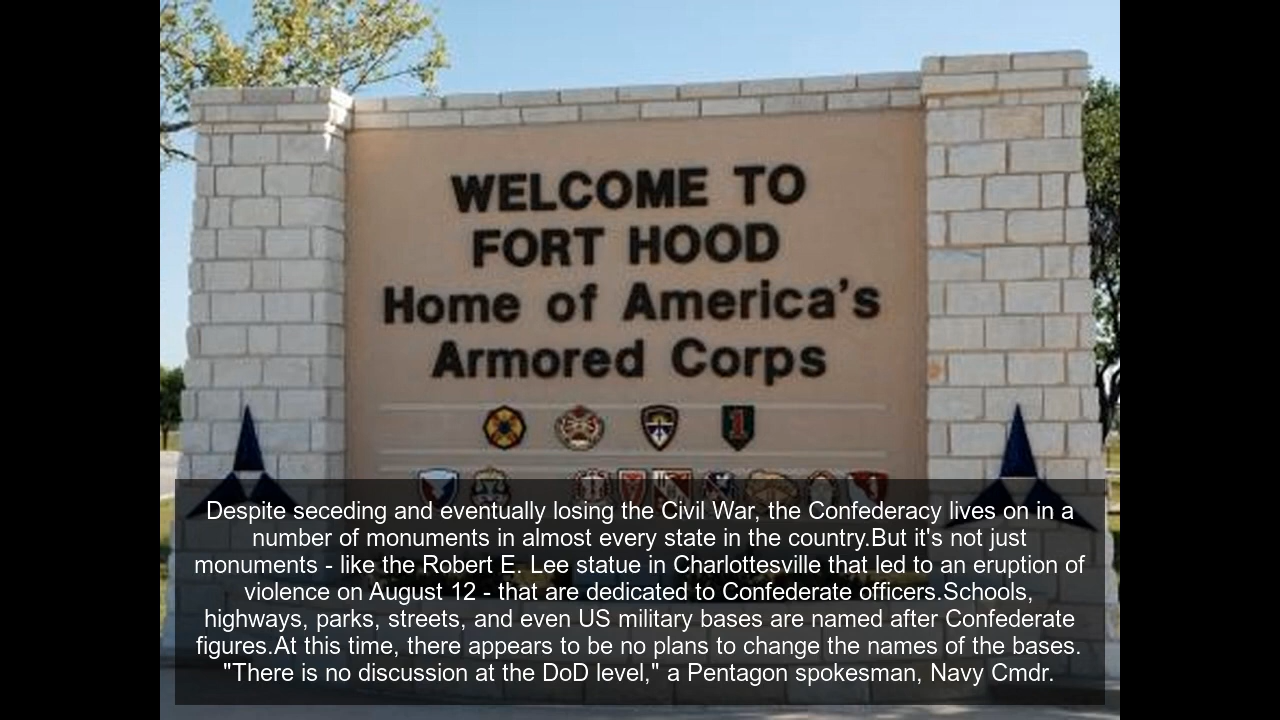 WELCOME TO
FORT HOOD
Home of America's
Armored Corps
1
Despite seceding and eventually losing the Civil War, the Confederacy lives on in a
number of monuments in almost every state in the country.But it's not just
monuments - like the Robert E. Lee statue in Charlottesville that led to an eruption of
violence on August 12 - that are dedicated to Confederate officers.Schools,
highways, parks, streets, and even US military bases are named after Confederate
figures.At this time, there appears to be no plans to change the names of the bases.
"There is no discussion at the DoD level," a Pentagon spokesman, Navy Cmdr.